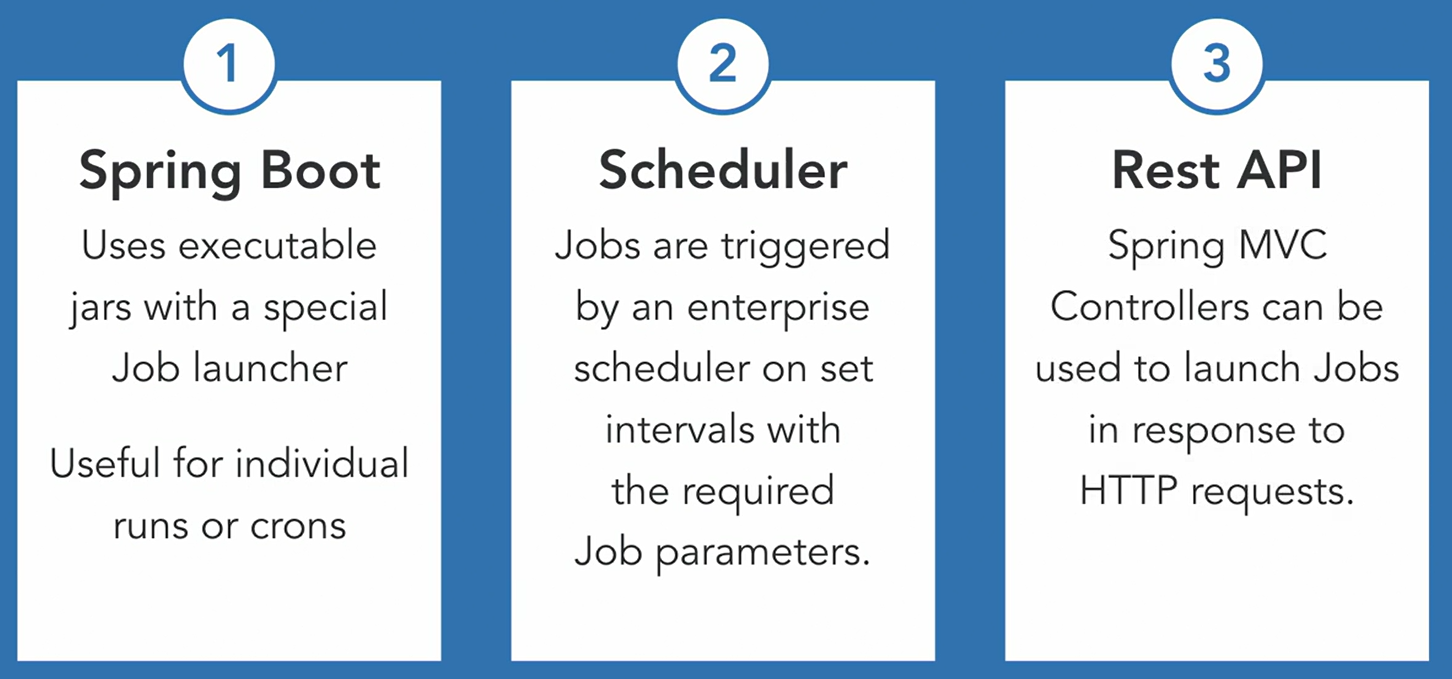 1
Spring Boot
Uses executable
jars with a special
Job launcher
Useful for individual
runs or crons
2
Scheduler
Jobs are triggered
by an enterprise
scheduler on set
intervals with
the required
Job parameters.
3
Rest API
Spring MVC
Controllers can be
used to launch Jobs
in response to
HTTP requests.